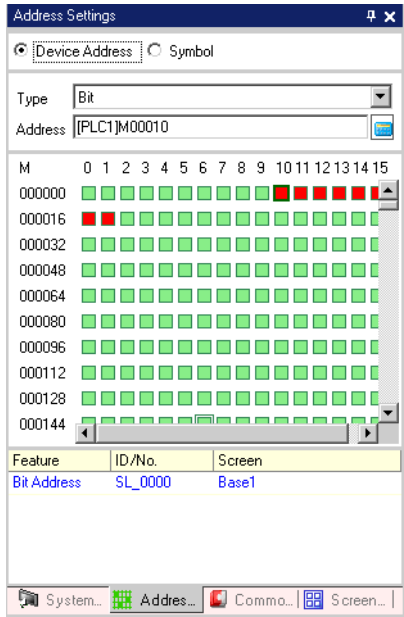 Address Settings
Device Address Symbol
Type Bit
Address [PLC1]M00010
M 0 1 2 3 4 5 6 7 8 9 10 11 12 13 14 15
000000
000016
000032
000048
000064
000080
000096
000112
000128
000144
Feature ID/No. Screen
Bit Address SL_0000 Base1
System... Addres... Commo... Screen...